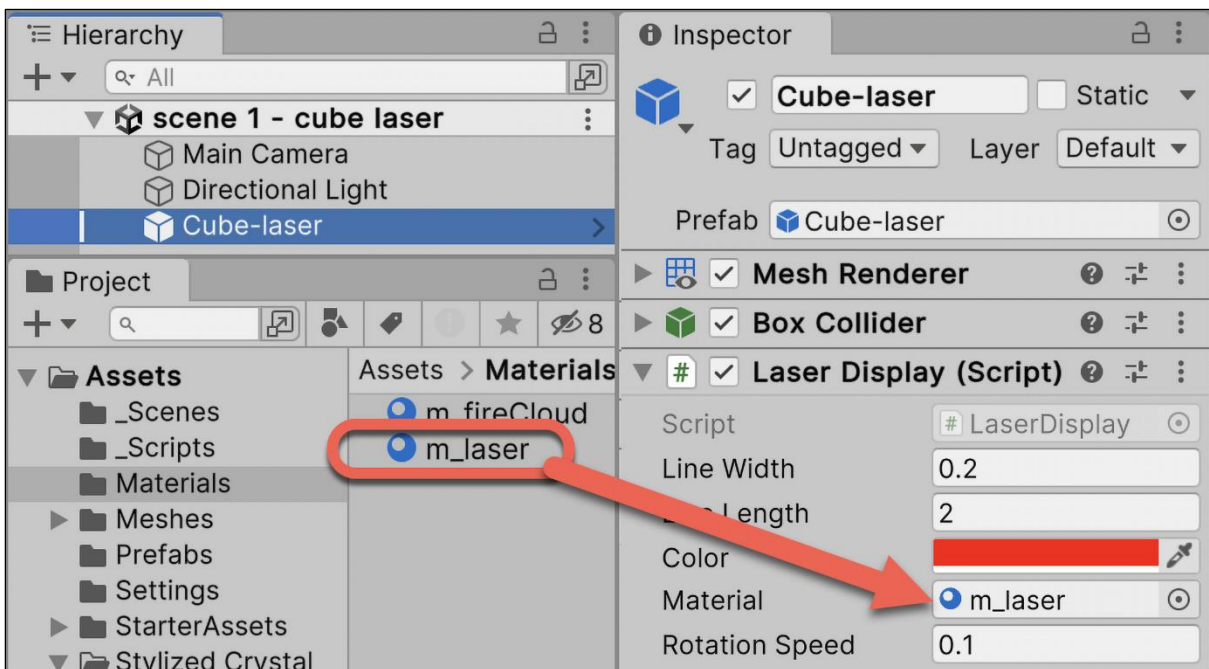 Hierarchy
All
scene 1 - cube laser
Main Camera
Directional Light
Cube-laser
Project
8
Assets
_Scenes
_Scripts
Materials
Meshes
Prefabs
Settings
StarterAssets
Stylized Crystal
Assets > Materials
m_fireCloud
m_laser
Inspector
Cube-laser Static
Tag Untagged Layer Default
Prefab Cube-laser
Mesh Renderer
Box Collider
# Laser Display (Script)
Script # LaserDisplay
Line Width 0.2
Length 2
Color
Material m_laser
Rotation Speed 0.1